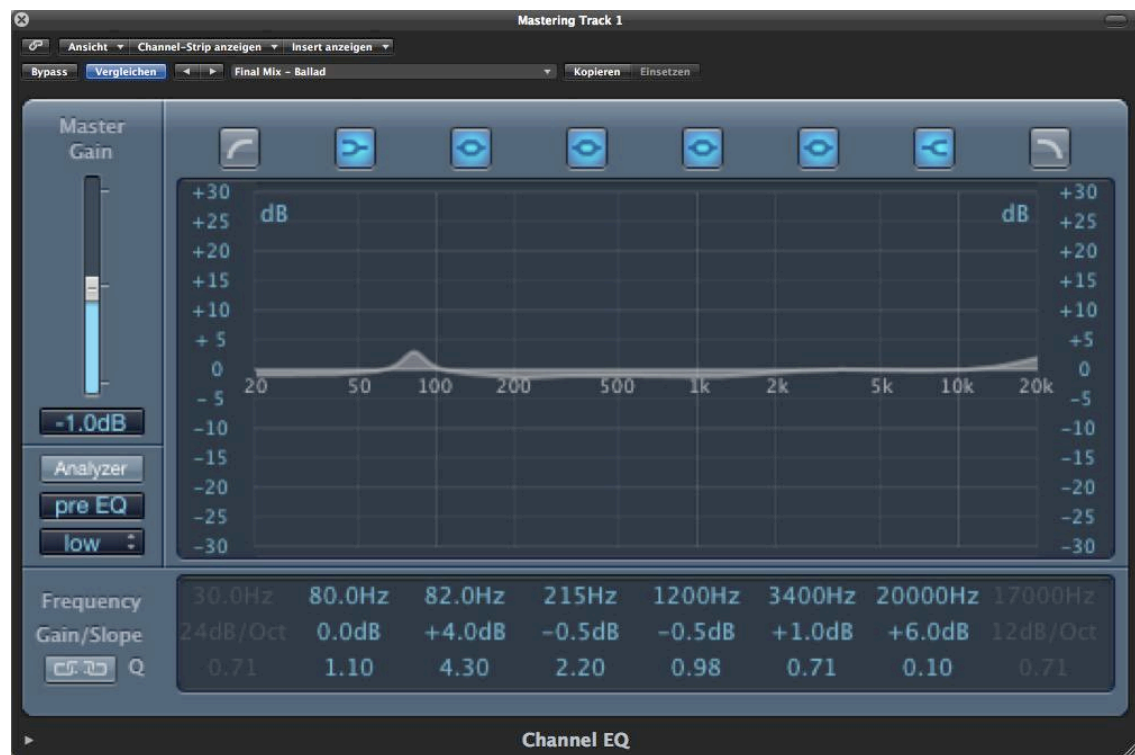 Mastering Track 1
Ansicht Channel-Strip anzeigen Insert anzeigen
Bypass Vergleichen Final Mix – Ballad Kopieren Einsetzen
Master
Gain
+30 +30
dB dB
+25 +25
+20 +20
+15 +15
+10 +10
+ 5 +5
0 0
20 50 100 200 500 1k 2k 5k 10k 20k
- 5 -5
-1.0dB
-10 -10
Analyzer
-15 -15
-20 -20
pre EQ
-25 -25
low
-30 -30
Frequency 30.0Hz 80.0Hz 82.0Hz 215Hz 1200Hz 3400Hz 20000Hz 17000Hz
Gain/Slope 24dB/Oct 0.0dB +4.0dB -0.5dB -0.5dB +1.0dB +6.0dB 12dB/Oct
Q 0.71 1.10 4.30 2.20 0.98 0.71 0.10 0.71
Channel EQ